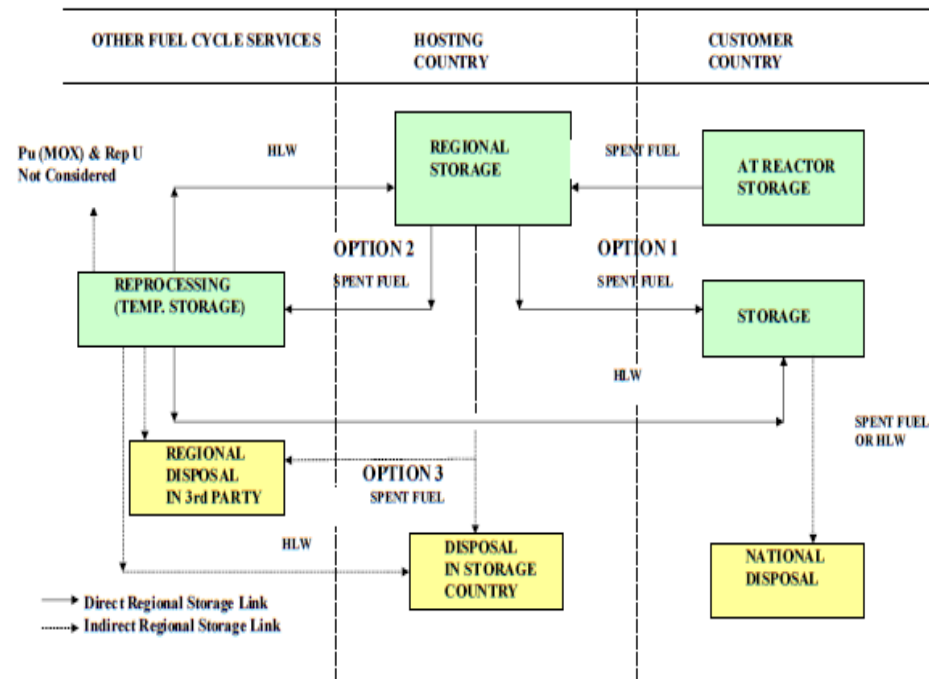 OTHER FUEL CYCLE SERVICES
HOSTING
COUNTRY
CUSTOMER
COUNTRY
Pu (MOX) & Rep U
Not Considered
HLW
REGIONAL
STORAGE
SPENT FUEL
AT REACTOR
STORAGE
OPTION 2
OPTION 1
SPENT FUEL
SPENT FUEL
REPROCESSING
(TEMP. STORAGE)
STORAGE
HLW
SPENT FUEL
OR HLW
REGIONAL
DISPOSAL
IN 3rd PARTY
OPTION 3
SPENT FUEL
HLW
DISPOSAL
IN STORAGE
COUNTRY
NATIONAL
DISPOSAL
Direct Regional Storage Link
Indirect Regional Storage Link